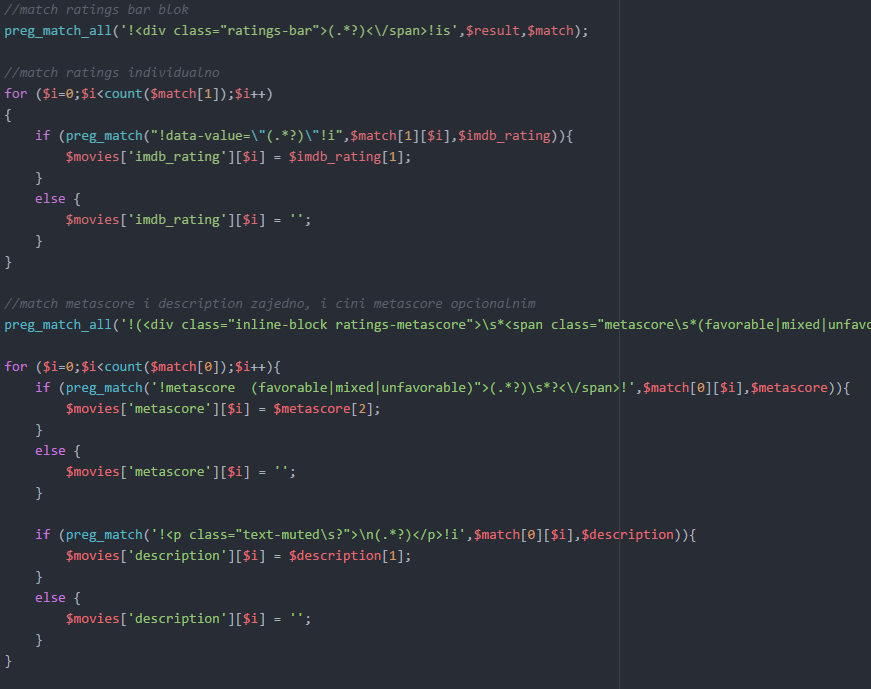 //match ratings bar blok
preg_match_all('!<div class="ratings-bar">(.*?)<\/span>!is',$result,$match);
//match ratings individualno
for ($i=0;$i<count($match[1]);$i++)
{
if (preg_match("!data-value=\"(.*?)\"!i",$match[1][$i],$imdb_rating)){
$movies['imdb_rating'][$i] = $imdb_rating[1];
}
else {
$movies['imdb_rating'][$i] = '';
}
}
//match metascore i description zajedno, i cini metascore opcionalnim
preg_match_all('!(<div class="inline-block ratings-metascore">\s*<span class="metascore\s*(favorable|mixed|unfavo
for ($i=0;$i<count($match[0]);$i++){
if (preg_match('!metascore  (favorable|mixed|unfavorable)">(.*?)\s*?<\/span>!',$match[0][$i],$metascore)){
$movies['metascore'][$i] = $metascore[2];
}
else {
$movies['metascore'][$i] = '';
}
if (preg_match('!<p class="text-muted\s?">\n(.*?)</p>!i',$match[0][$i],$description)){
$movies['description'][$i] = $description[1];
}
else {
$movies['description'][$i] = '';
}
}